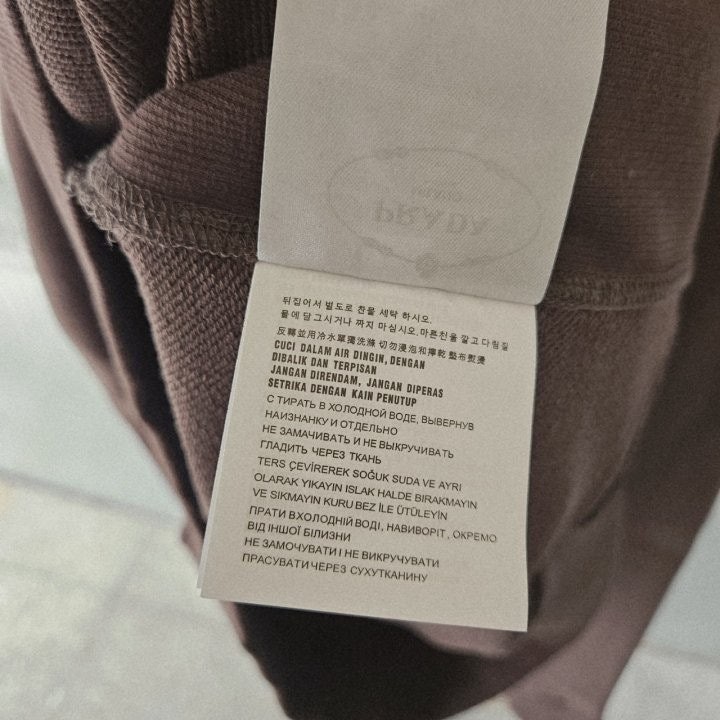 PRADA
뒤집어서 별도로 찬물 세탁 하시오.
물에 담그시거나 짜지 마십시오.마른천을 깔고 다림질
反轉並用冷水單獨洗滌 切勿浸泡和擰乾 墊布熨燙
CUCI DALAM AIR DINGIN, DENGAN
DIBALIK DAN TERPISAN
JANGAN DIRENDAM, JANGAN DIPERAS
SETRIKA DENGAN KAIN PENUTUP
С ТИРАТЬ В ХОЛОДНОЙ ВОДЕ, ВЫВЕРНУВ
НАИЗНАНКУ И ОТДЕЛЬНО
НЕ ЗАМАЧИВАТЬ И НЕ ВЫКРУЧИВАТЬ
ГЛАДИТЬ ЧЕРЕЗ ТКАНЬ
TERS ÇEVİREREK SOĞUK SUDA VE AYRI
OLARAK YIKAYIN ISLAK HALDE BIRAKMAYIN
VE SIKMAYIN KURU BEZ İLE ÜTÜLEYİN
ПРАТИ ВХОЛОДНІЙ ВОДІ, НАВИВОРІТ, ОКРЕМО
ВІД ІНШОЇ БІЛИЗНИ
НЕ ЗАМОЧУВАТИ І НЕ ВИКРУЧУВАТИ
ПРАСУВАТИ ЧЕРЕЗ СУХУТКАНИНУ